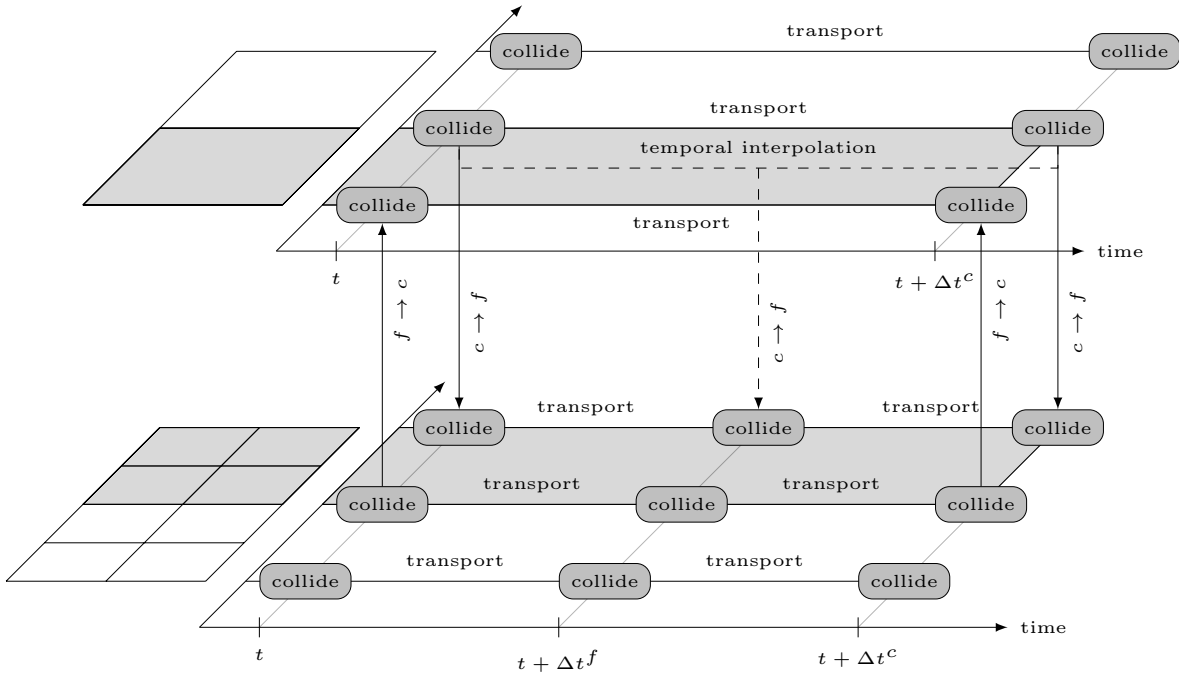 transport
collide
collide
transport
collide
collide
temporal interpolation
collide
collide
transport
time
t
t + Δt^c
f → c
c → f
c → f
f → c
c → f
transport
transport
collide
collide
collide
transport
transport
collide
collide
collide
transport
transport
collide
collide
collide
time
t
t + Δt^f
t + Δt^c